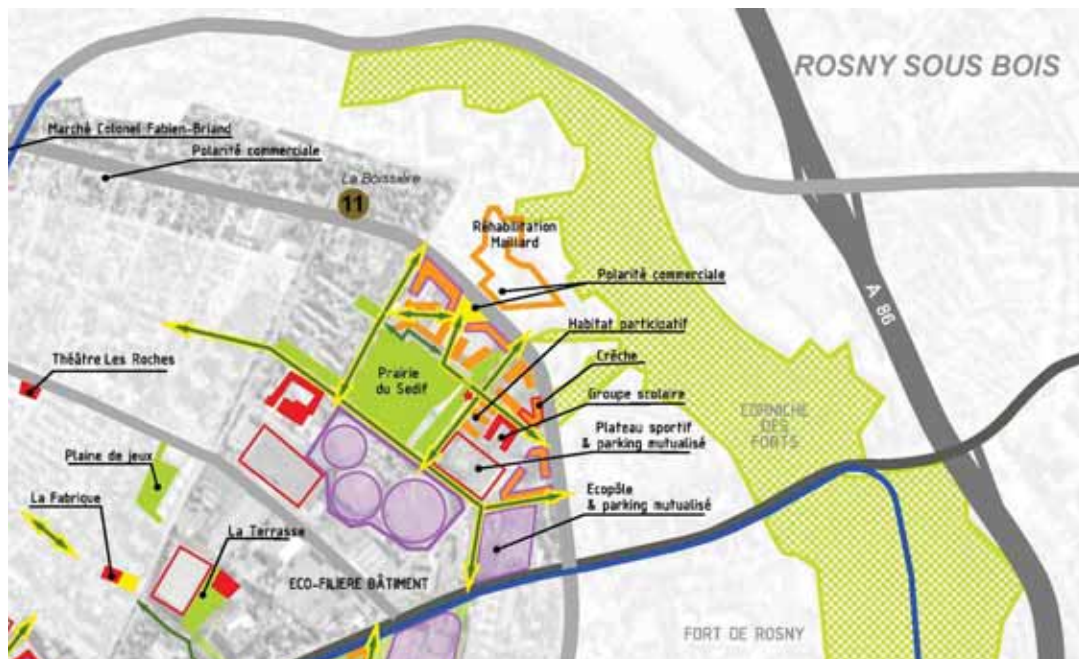 ROSNY SOUS BOIS
Marché Colonel Fabien-Briand
Polarité commerciale
La Boissière
11
Réhabilitation
Mailliard
Polarité commerciale
A 86
Habitat participatif
Théâtre Les Roches
Crêche
Prairie
du Sedif
Groupe scolaire
CORNICHE
DES
FORTS
Plateau sportif
& parking mutualisé
Plaine de jeux
La Fabrique
Ecopôle
& parking mutualisé
La Terrasse
ECO-FILIERE BÂTIMENT
FORT DE ROSNY